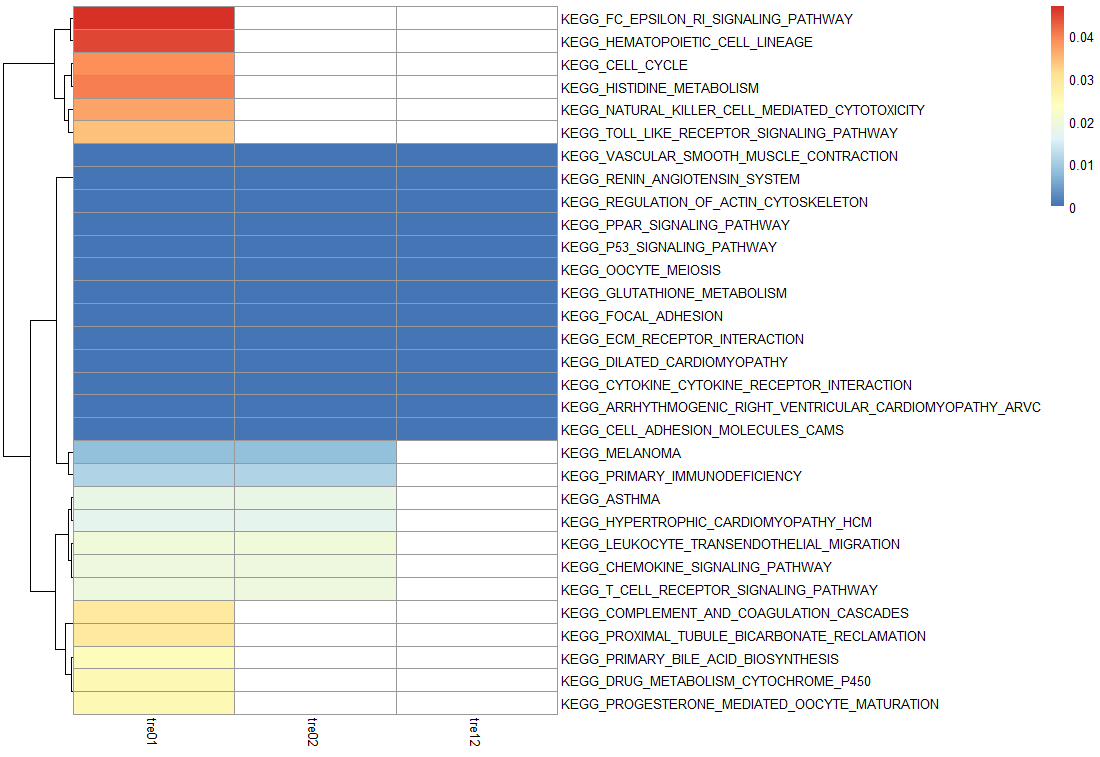 KEGG_FC_EPSILON_RI_SIGNALING_PATHWAY
KEGG_HEMATOPOIETIC_CELL_LINEAGE
KEGG_CELL_CYCLE
KEGG_HISTIDINE_METABOLISM
KEGG_NATURAL_KILLER_CELL_MEDIATED_CYTOTOXICITY
KEGG_TOLL_LIKE_RECEPTOR_SIGNALING_PATHWAY
KEGG_VASCULAR_SMOOTH_MUSCLE_CONTRACTION
KEGG_RENIN_ANGIOTENSIN_SYSTEM
KEGG_REGULATION_OF_ACTIN_CYTOSKELETON
KEGG_PPAR_SIGNALING_PATHWAY
KEGG_P53_SIGNALING_PATHWAY
KEGG_OOCYTE_MEIOSIS
KEGG_GLUTATHIONE_METABOLISM
KEGG_FOCAL_ADHESION
KEGG_ECM_RECEPTOR_INTERACTION
KEGG_DILATED_CARDIOMYOPATHY
KEGG_CYTOKINE_CYTOKINE_RECEPTOR_INTERACTION
KEGG_ARRHYTHMOGENIC_RIGHT_VENTRICULAR_CARDIOMYOPATHY_ARVC
KEGG_CELL_ADHESION_MOLECULES_CAMS
KEGG_MELANOMA
KEGG_PRIMARY_IMMUNODEFICIENCY
KEGG_ASTHMA
KEGG_HYPERTROPHIC_CARDIOMYOPATHY_HCM
KEGG_LEUKOCYTE_TRANSENDOTHELIAL_MIGRATION
KEGG_CHEMOKINE_SIGNALING_PATHWAY
KEGG_T_CELL_RECEPTOR_SIGNALING_PATHWAY
KEGG_COMPLEMENT_AND_COAGULATION_CASCADES
KEGG_PROXIMAL_TUBULE_BICARBONATE_RECLAMATION
KEGG_PRIMARY_BILE_ACID_BIOSYNTHESIS
KEGG_DRUG_METABOLISM_CYTOCHROME_P450
KEGG_PROGESTERONE_MEDIATED_OOCYTE_MATURATION
tre01
tre02
tre12
0.04
0.03
0.02
0.01
0